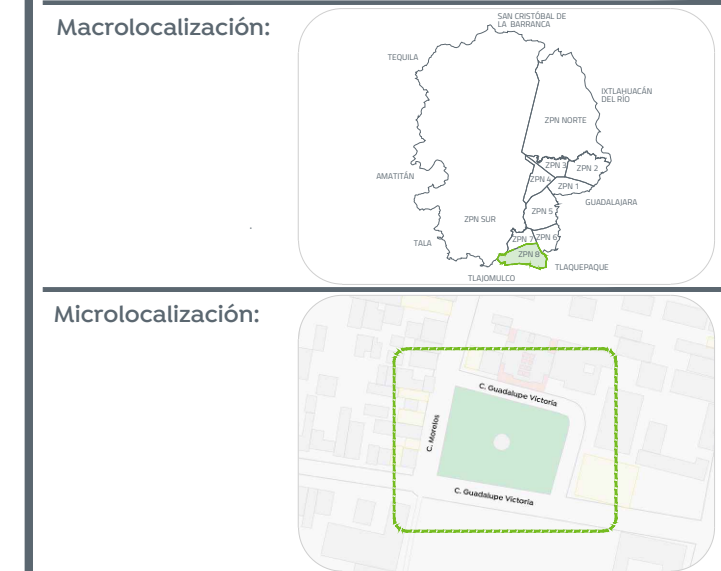 Macrolocalización:
SAN CRISTÓBAL DE
LA BARRANCA
TEQUILA
IXTLAHUACÁN
DEL RÍO
ZPN NORTE
ZPN 3
ZPN 2
AMATITÁN
ZPN 4
ZPN 1
GUADALAJARA
ZPN 5
ZPN SUR
TALA
ZPN 7
ZPN 6
ZPN 8
TLAQUEPAQUE
TLAJOMULCO
Microlocalización:
C. Guadalupe Victoria
C. Morelos
C. Guadalupe Victoria